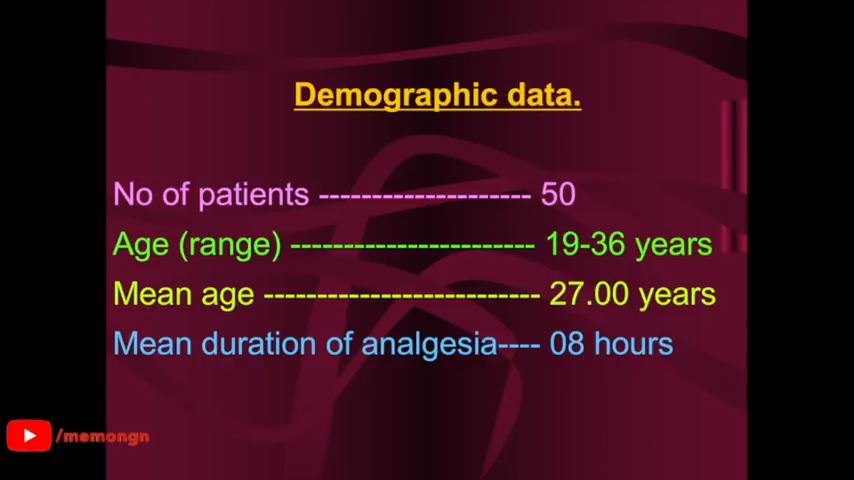 Demographic data.
No of patients -------------------- 50
Age (range) ----------------------- 19-36 years
Mean age -------------------------- 27.00 years
Mean duration of analgesia---- 08 hours
/memongn